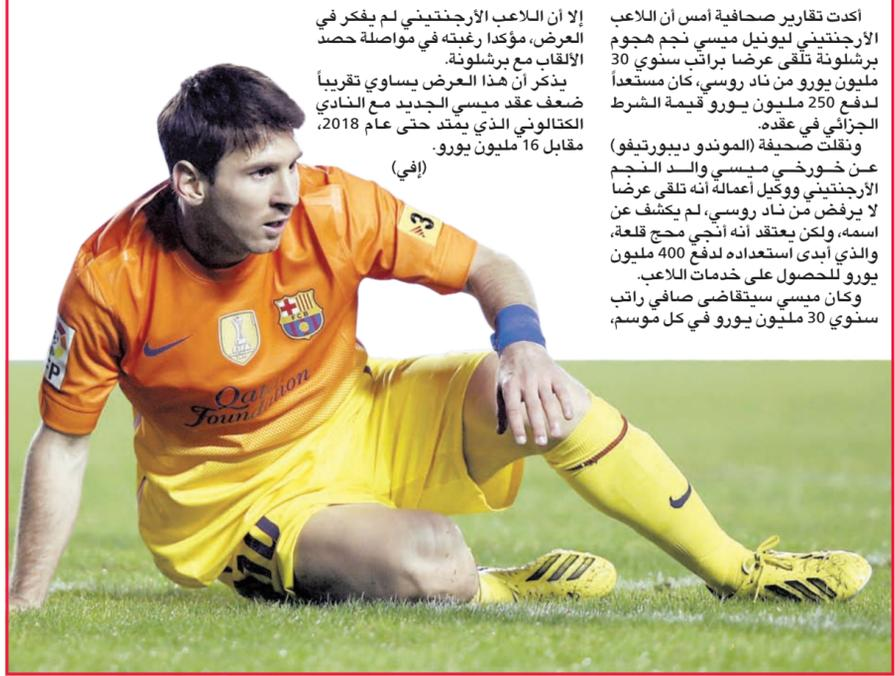 أكدت تقارير صحافية أمس أن اللاعب
الأرجنتيني ليونيل ميسي نجم هجوم
برشلونة تلقى عرضا براتب سنوي 30
مليون يورو من ناد روسي، كان مستعداً
لدفع 250 مليون يورو قيمة الشرط
الجزائي في عقده.
ونقلت صحيفة (الموندو ديبورتيفو)
عن خورخي ميسي والد النجم
الأرجنتيني ووكيل أعماله أنه تلقى عرضا
لا يرفض من ناد روسي، لم يكشف عن
اسمه، ولكن يعتقد أنه أنجي محج قلعة،
والذي أبدى استعداده لدفع 400 مليون
يورو للحصول على خدمات اللاعب.
وكان ميسي سيتقاضى صافي راتب
سنوي 30 مليون يورو في كل موسم،
إلا أن اللاعب الأرجنتيني لم يفكر في
العرض، مؤكدا رغبته في مواصلة حصد
الألقاب مع برشلونة.
يذكر أن هذا العرض يساوي تقريباً
ضعف عقد ميسي الجديد مع النادي
الكتالوني الذي يمتد حتى عام 2018،
مقابل 16 مليون يورو.
(إفي)
3
FCB
Qatar
Foundation
10